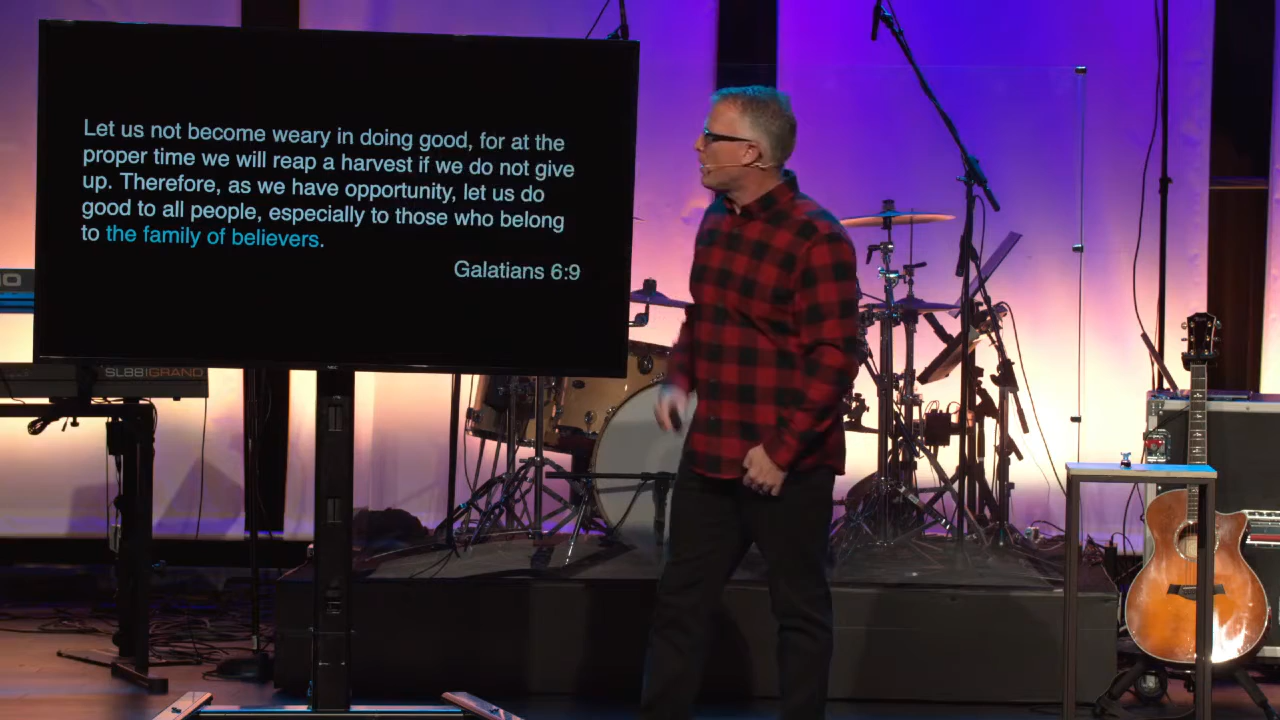 Let us not become weary in doing good, for at the
proper time we will reap a harvest if we do not give
up. Therefore, as we have opportunity, let us do
good to all people, especially to those who belong
to the family of believers.
Galatians 6:9
SL88|GRAND